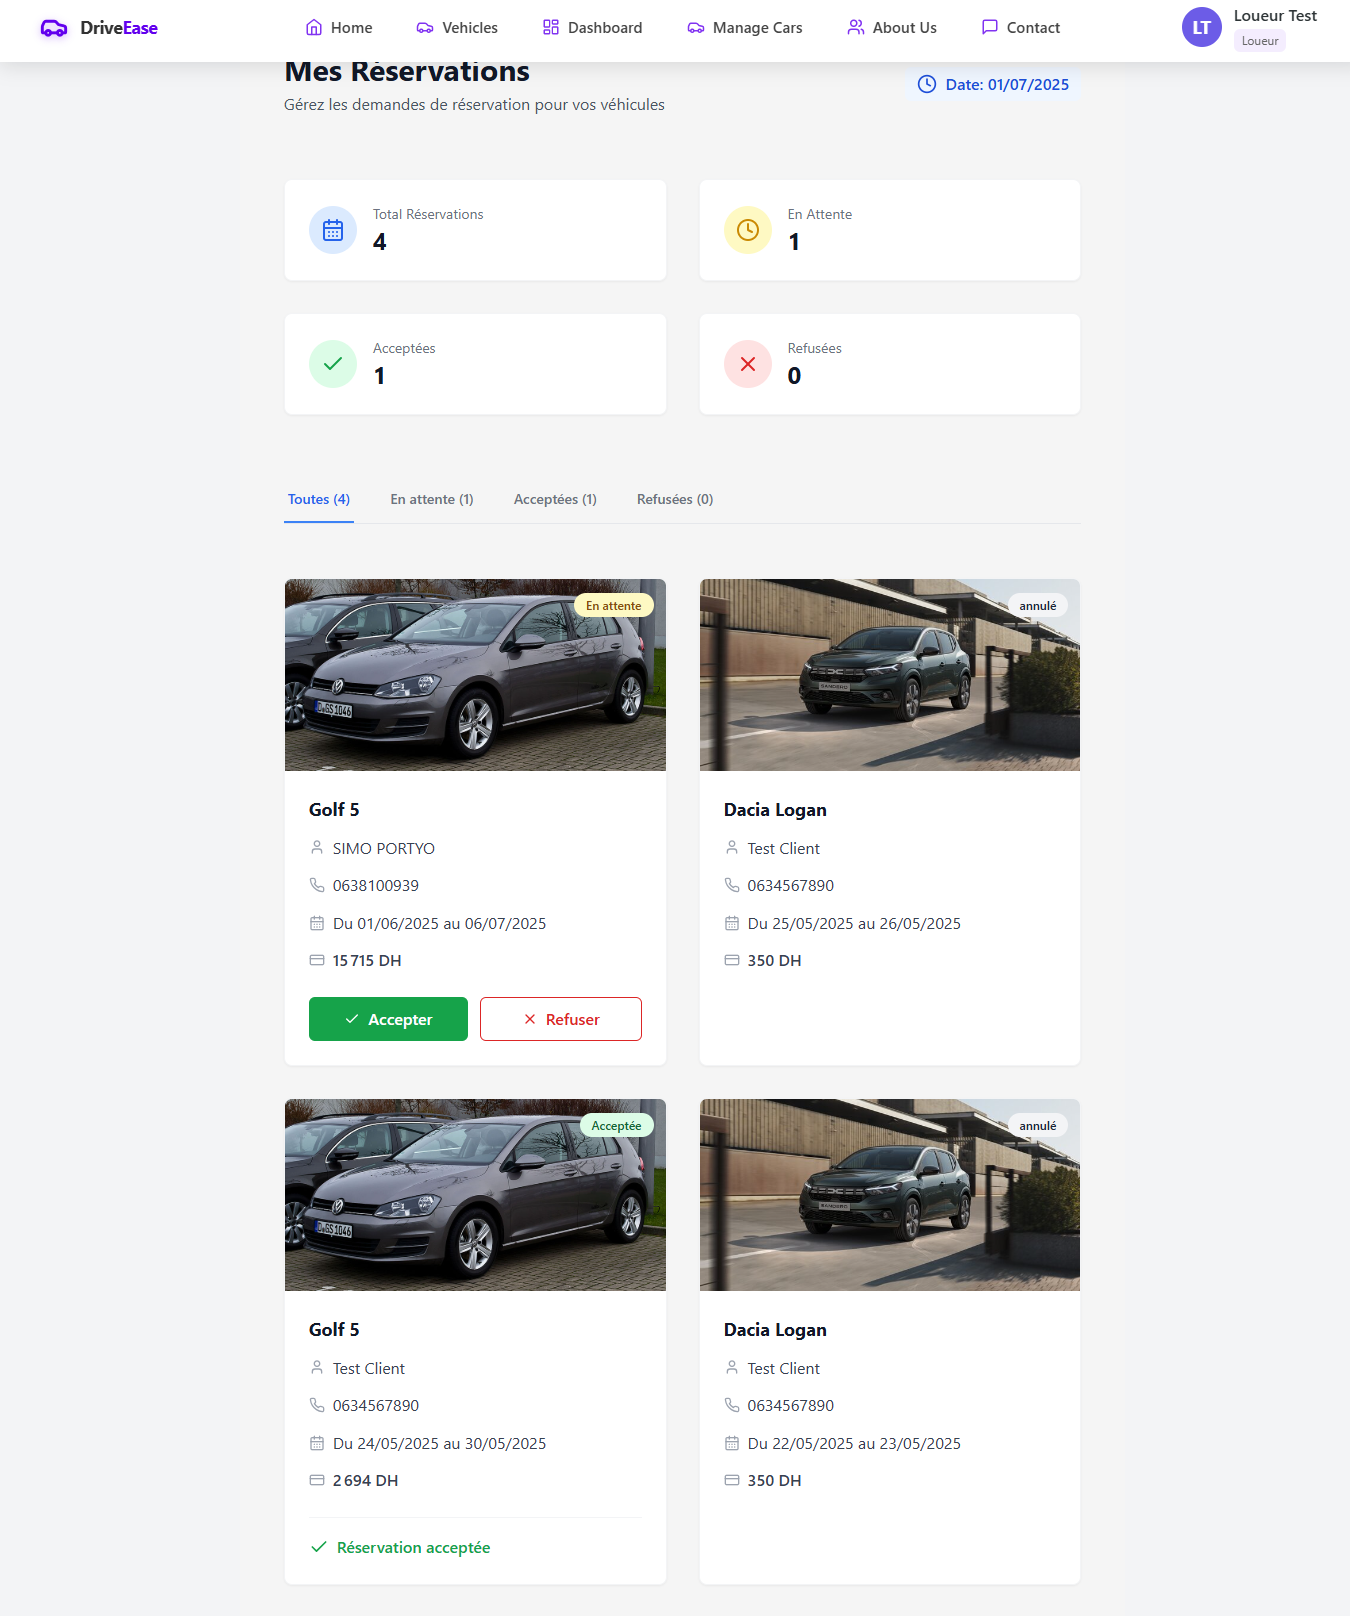 DriveEase
Home
Vehicles
Dashboard
Manage Cars
About Us
Contact
LT
Loueur Test
Loueur
Mes Réservations
Gérez les demandes de réservation pour vos véhicules
Date: 01/07/2025
Total Réservations
4
En Attente
1
Acceptées
1
Refusées
0
Toutes (4)
En attente (1)
Acceptées (1)
Refusées (0)
En attente
Golf 5
SIMO PORTYO
0638100939
Du 01/06/2025 au 06/07/2025
15 715 DH
Accepter
Refuser
annulé
SANDERO
Dacia Logan
Test Client
0634567890
Du 25/05/2025 au 26/05/2025
350 DH
Acceptée
Golf 5
Test Client
0634567890
Du 24/05/2025 au 30/05/2025
2 694 DH
Réservation acceptée
annulé
SANDERO
Dacia Logan
Test Client
0634567890
Du 22/05/2025 au 23/05/2025
350 DH